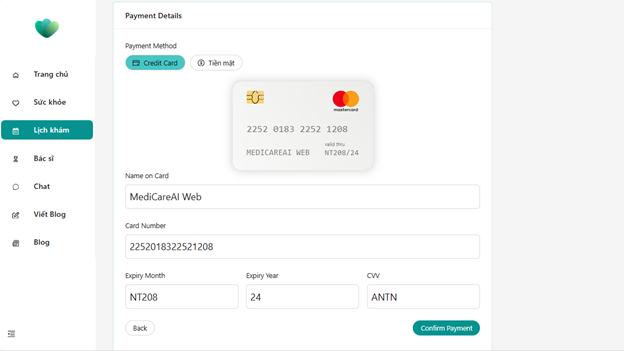 Payment Details
Payment Method
Credit Card
Tiền mặt
mastercard
2252 0183 2252 1208
valid thru
MEDICAREAI WEB NT208/24
Name on Card
MediCareAI Web
Card Number
2252018322521208
Expiry Month Expiry Year CVV
NT208 24 ANTN
Back Confirm Payment
Trang chủ
Sức khỏe
Lịch khám
Bác sĩ
Chat
Viết Blog
Blog